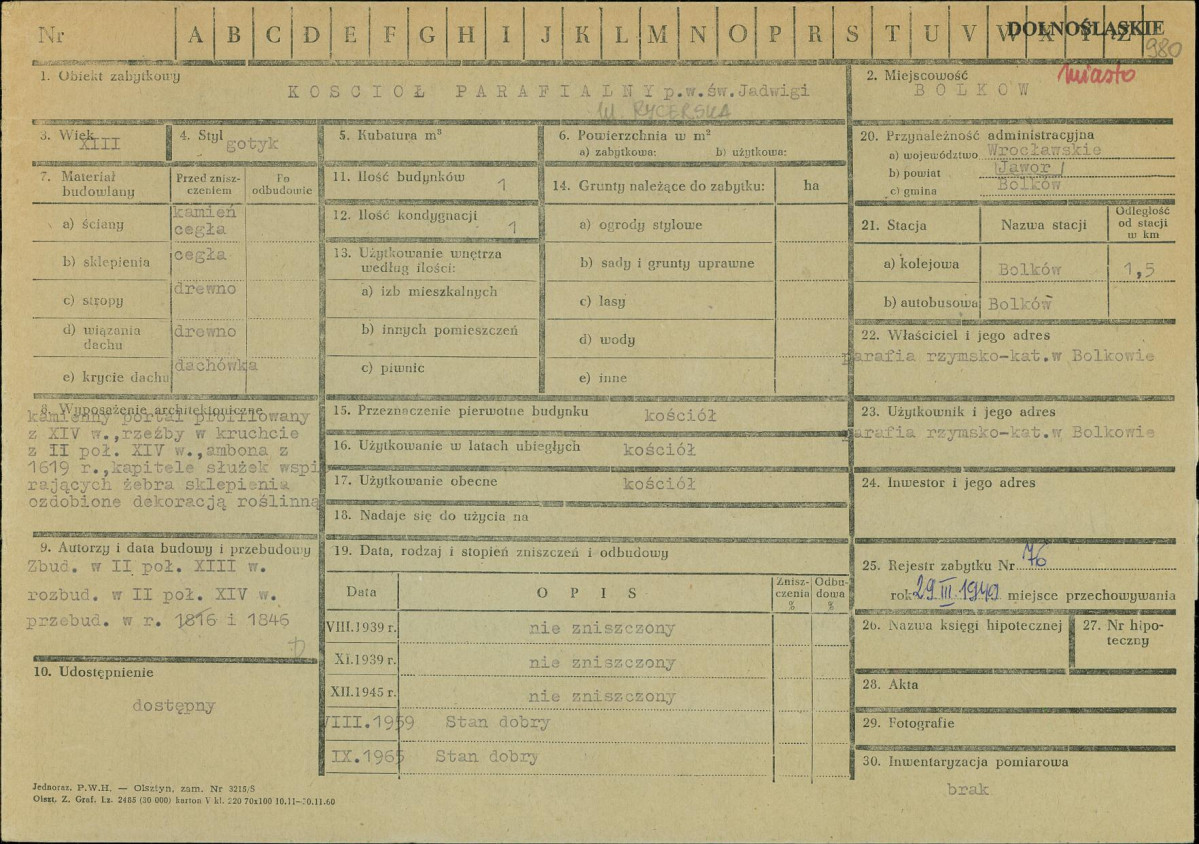 Nr A B C D E F G H I J K L M N O P R S T U V W X Y Z DOLNOŚLĄSKIE
980
1. Obiekt zabytkowy
KOSCIOŁ PARAFIALNY p.w.św.Jadwigi
ul. RYCERSKA
2. Miejscowość miasto
BOLKOW
3. Wiek
XIII
4. Styl
gotyk
5. Kubatura m³
6. Powierzchnia w m²
a) zabytkowa: b) użytkowa:
7. Materiał budowlany
Przed zniszczeniem
Po odbudowie
a) ściany kamień
cegła
b) sklepienia cegła
c) stropy drewno
d) wiązania dachu drewno
e) krycie dachu dachówka
8. Wyposażenie architektoniczne
kamienny portal profilowany
z XIV w.,rzeźby w kruchcie
z II poł. XIV w.,ambona z
1619 r.,kapitele służek wspi
rających żebra sklepienia
ozdobione dekoracją roślinną
9. Autorzy i data budowy i przebudowy
Zbud. w II poł. XIII w.
rozbud. w II poł. XIV w.
przebud. w r. 1816 i 1846
10. Udostępnienie
dostępny
11. Ilość budynków 1
12. Ilość kondygnacji 1
13. Użytkowanie wnętrza
według ilości:
a) izb mieszkalnych
b) innych pomieszczeń
c) piwnic
14. Grunty należące do zabytku: ha
a) ogrody stylowe
b) sady i grunty uprawne
c) lasy
d) wody
e) inne
15. Przeznaczenie pierwotne budynku kościół
16. Użytkowanie w latach ubiegłych kościół
17. Użytkowanie obecne kościół
18. Nadaje się do użycia na
19. Data, rodzaj i stopień zniszczeń i odbudowy
Data OPIS Zniszczenia % Odbudowa %
VIII.1939 r. nie zniszczony
XI.1939 r. nie zniszczony
XII.1945 r. nie zniszczony
VIII.1959 Stan dobry
IX.1965 Stan dobry
20. Przynależność administracyjna
a) województwo Wrocławskie
b) powiat Jawor
c) gmina Bolków
21. Stacja Nazwa stacji Odległość od stacji w km
a) kolejowa Bolków 1,5
b) autobusowa Bolków
22. Właściciel i jego adres
parafia rzymsko-kat.w Bolkowie
23. Użytkownik i jego adres
parafia rzymsko-kat.w Bolkowie
24. Inwestor i jego adres
25. Rejestr zabytku Nr 76
rok 29 III. 1949 miejsce przechowywania
26. Nazwa księgi hipotecznej
27. Nr hipoteczny
28. Akta
29. Fotografie
30. Inwentaryzacja pomiarowa
brak
Jednoraz. P.W.H. — Olsztyn, zam. Nr 3215/S
Olszt. Z. Graf. Lz. 2455 (30 000) karton V kl. 220 70x100 10.11—20.11.60